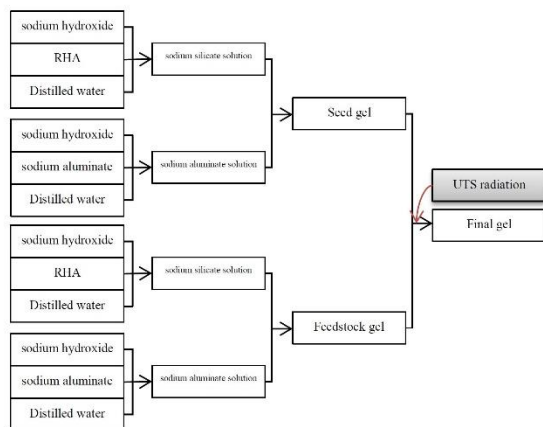 sodium hydroxide
RHA
Distilled water
sodium silicate solution
sodium hydroxide
sodium aluminate
Distilled water
sodium aluminate solution
Seed gel
sodium hydroxide
RHA
Distilled water
sodium silicate solution
sodium hydroxide
sodium aluminate
Distilled water
sodium aluminate solution
Feedstock gel
UTS radiation
Final gel